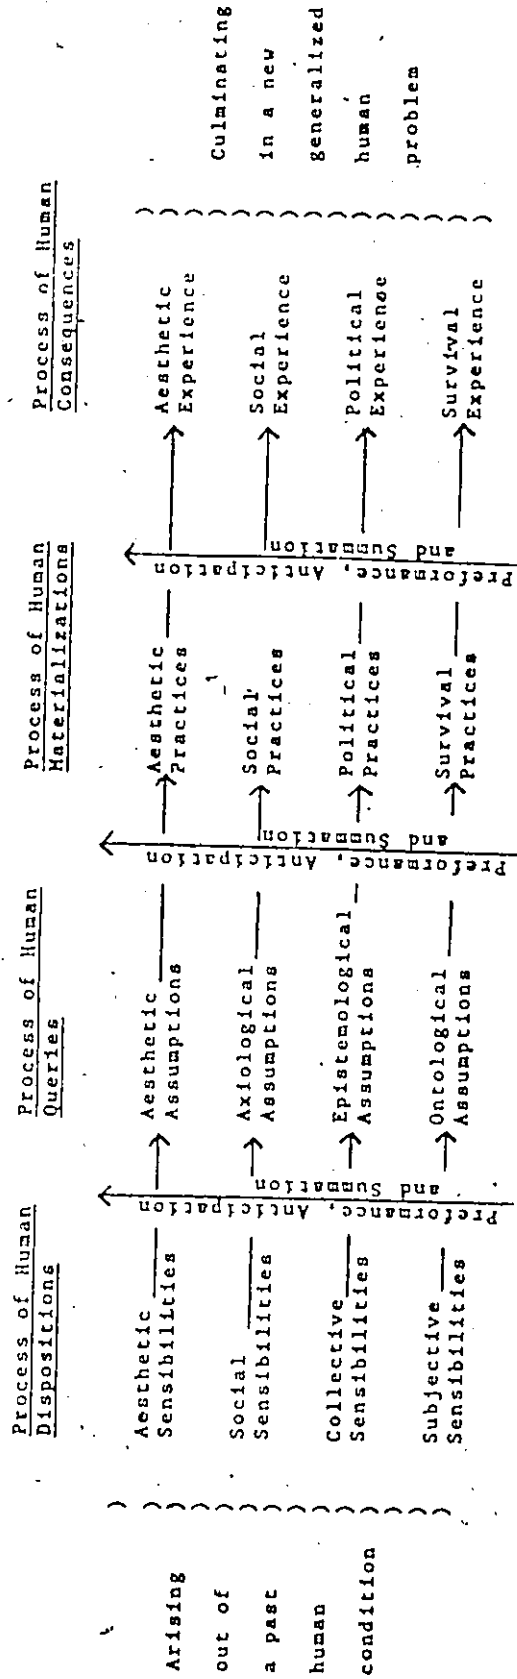 Arising
out of
a past
human
condition
Process of Human
Dispositions
Aesthetic
Sensibilities
Social
Sensibilities
Collective
Sensibilities
Subjective
Sensibilities
Preformance, Anticipation
and Summation
Process of Human
Queries
Aesthetic
Assumptions
Axiological
Assumptions
Epistemological
Assumptions
Ontological
Assumptions
Preformance, Anticipation
and Summation
Process of Human
Materializations
Aesthetic
Practices
Social
Practices
Political
Practices
Survival
Practices
Preformance, Anticipation
and Summation
Process of Human
Consequences
Aesthetic
Experience
Social
Experience
Political
Experience
Survival
Experience
Culminating
in a new
generalized
human
problem